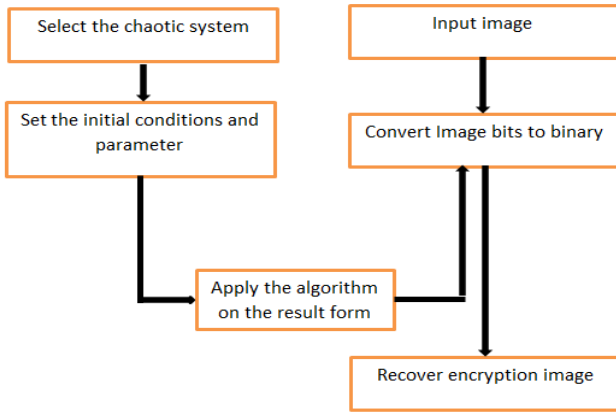 Select the chaotic system
Input image
Set the initial conditions and
parameter
Convert Image bits to binary
Apply the algorithm
on the result form
Recover encryption image